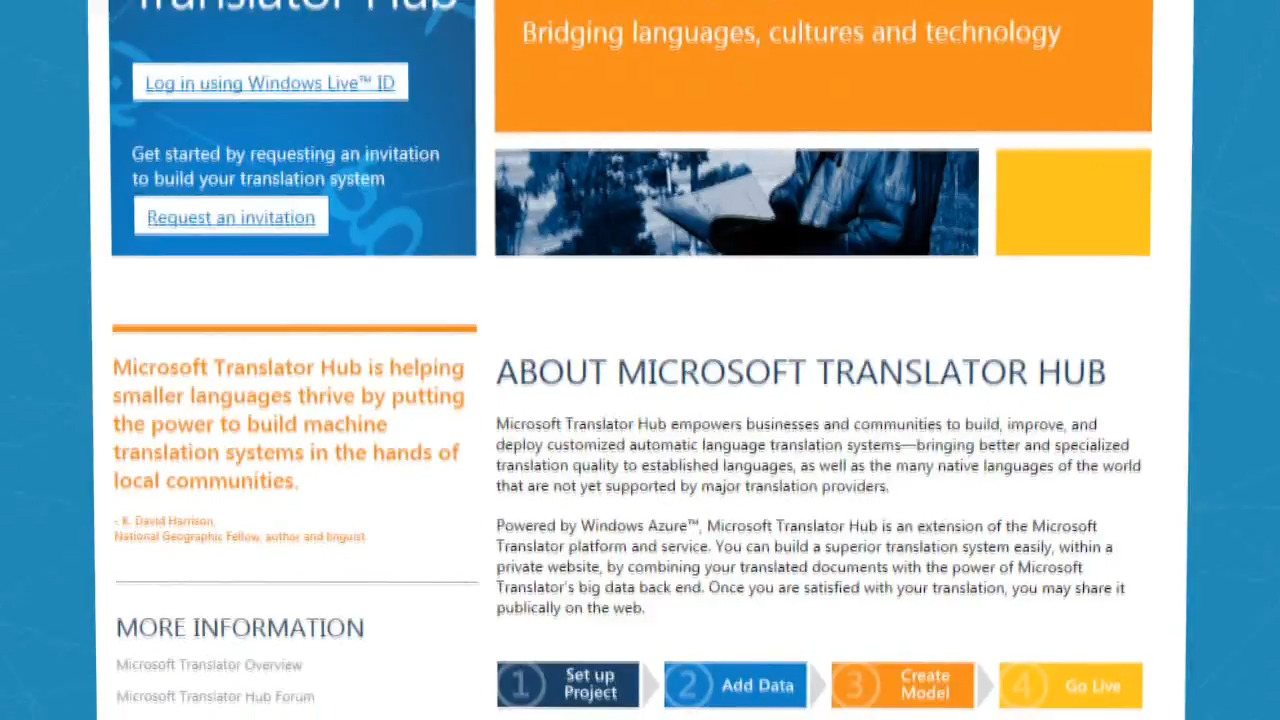 Translator Hub
Bridging languages, cultures and technology
Log in using Windows Live™ ID
Get started by requesting an invitation
to build your translation system
Request an invitation
Microsoft Translator Hub is helping
smaller languages thrive by putting
the power to build machine
translation systems in the hands of
local communities.
- K. David Harrison,
National Geographic Fellow, author and linguist
MORE INFORMATION
Microsoft Translator Overview
Microsoft Translator Hub Forum
ABOUT MICROSOFT TRANSLATOR HUB
Microsoft Translator Hub empowers businesses and communities to build, improve, and
deploy customized automatic language translation systems—bringing better and specialized
translation quality to established languages, as well as the many native languages of the world
that are not yet supported by major translation providers.
Powered by Windows Azure™, Microsoft Translator Hub is an extension of the Microsoft
Translator platform and service. You can build a superior translation system easily, within a
private website, by combining your translated documents with the power of Microsoft
Translator's big data back end. Once you are satisfied with your translation, you may share it
publically on the web.
1 Set up
Project
2 Add Data
3 Create
Model
4 Go Live